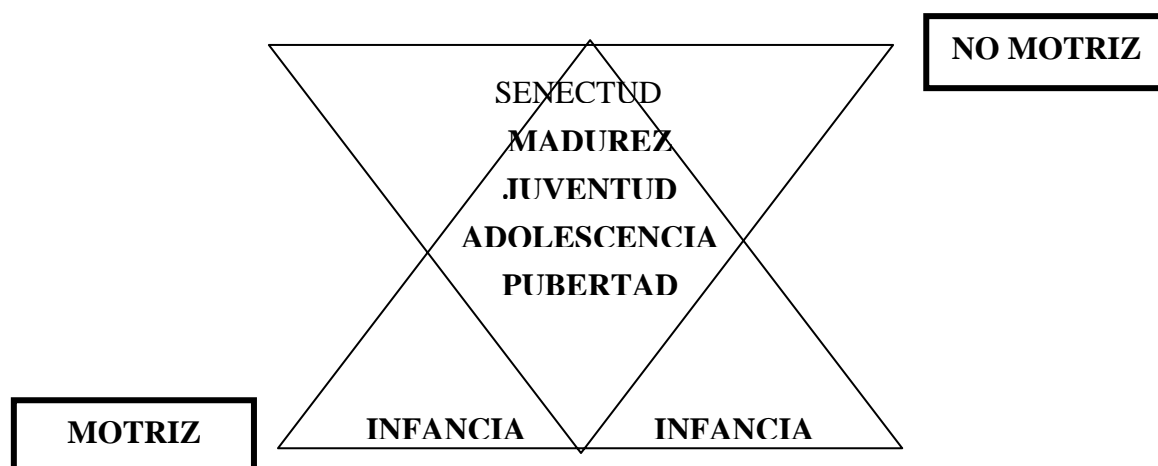 NO MOTRIZ
SENECTUD
MADUREZ
JUVENTUD
ADOLESCENCIA
PUBERTAD
MOTRIZ
INFANCIA INFANCIA